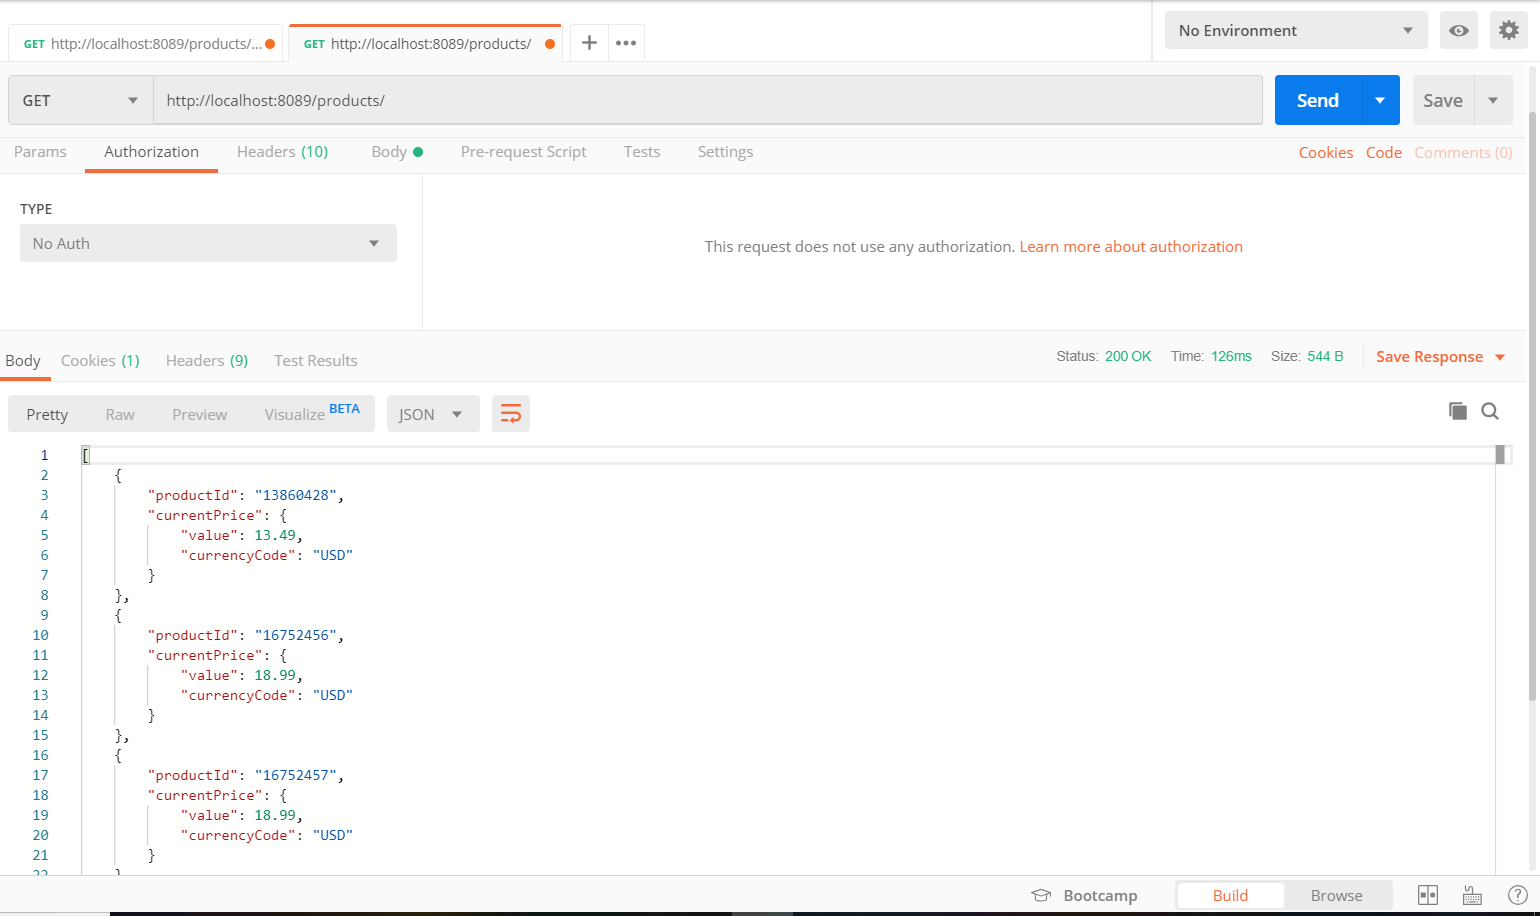 GET http://localhost:8089/products/...
GET http://localhost:8089/products/
No Environment
GET http://localhost:8089/products/
Send
Save
Params Authorization Headers (10) Body Pre-request Script Tests Settings
Cookies Code Comments (0)
TYPE
No Auth
This request does not use any authorization. Learn more about authorization
Body Cookies (1) Headers (9) Test Results
Status: 200 OK Time: 126ms Size: 544 B Save Response
Pretty Raw Preview Visualize BETA JSON
1 [
2 {
3 "productId": "13860428",
4 "currentPrice": {
5 "value": 13.49,
6 "currencyCode": "USD"
7 }
8 },
9 {
10 "productId": "16752456",
11 "currentPrice": {
12 "value": 18.99,
13 "currencyCode": "USD"
14 }
15 },
16 {
17 "productId": "16752457",
18 "currentPrice": {
19 "value": 18.99,
20 "currencyCode": "USD"
21 }
Bootcamp Build Browse